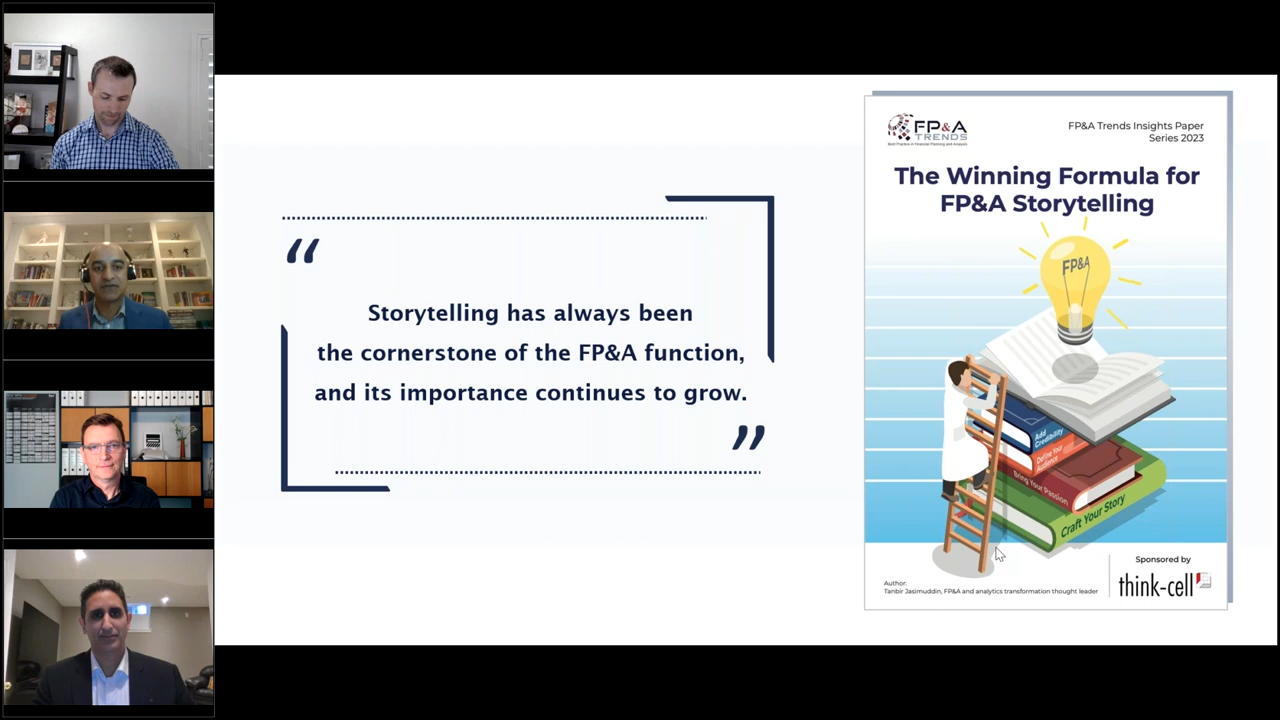 “
Storytelling has always been
the cornerstone of the FP&A function,
and its importance continues to grow.
”
FP&A
TRENDS
Best Practice in Financial Planning and Analysis
FP&A Trends Insights Paper
Series 2023
The Winning Formula for
FP&A Storytelling
FP&A
Add
Credibility
Define Your
Audience
Bring Your Passion
Craft Your Story
Author:
Tanbir Jasimuddin, FP&A and analytics transformation thought leader
Sponsored by
think-cell